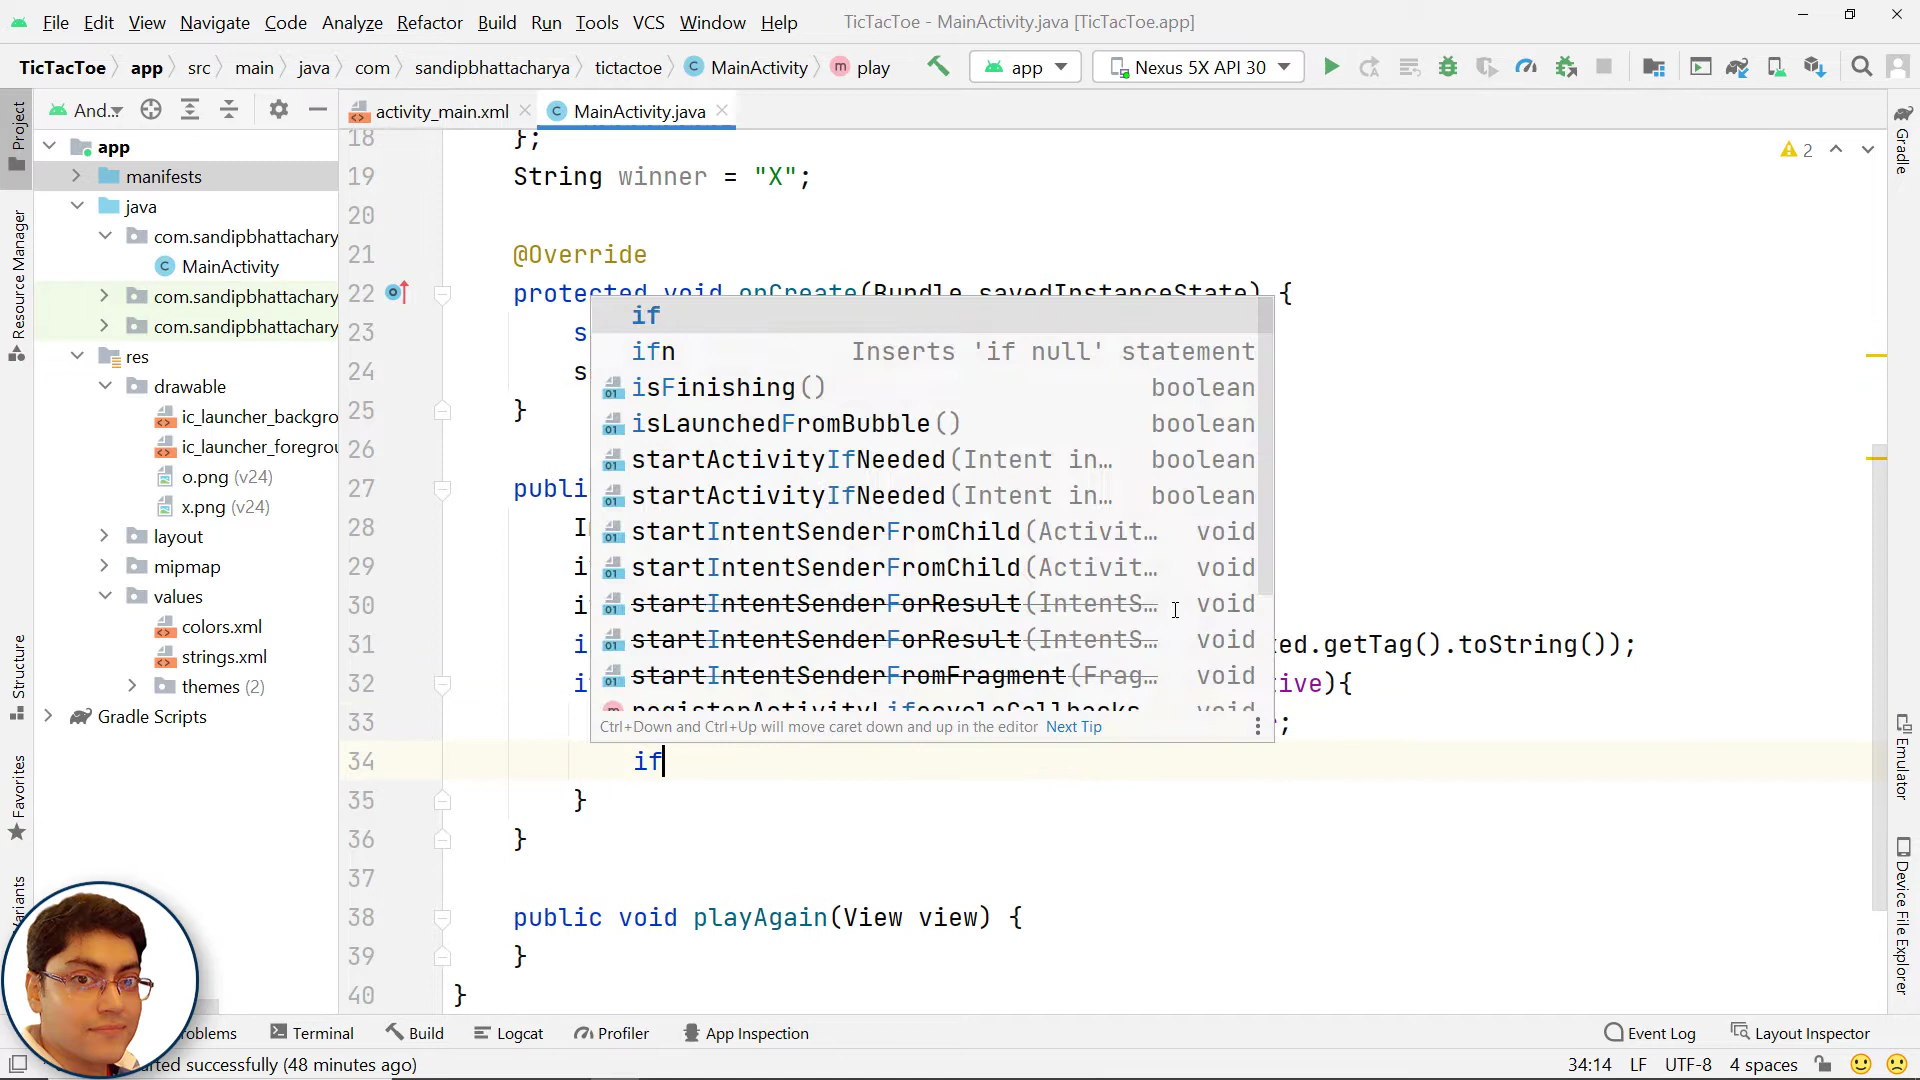 File Edit View Navigate Code Analyze Refactor Build Run Tools VCS Window Help TicTacToe - MainActivity.java [TicTacToe.app]
TicTacToe app src main java com sandipbhattacharya tictactoe MainActivity play app Nexus 5X API 30
And... activity_main.xml MainActivity.java
Project
Resource Manager
Structure
Favorites
app
manifests
java
com.sandipbhattachary
MainActivity
com.sandipbhattachary
com.sandipbhattachary
res
drawable
ic_launcher_backgro
ic_launcher_foregrou
o.png (v24)
x.png (v24)
layout
mipmap
values
colors.xml
strings.xml
themes (2)
Gradle Scripts
18 };
19 String winner = "X";
20
21 @Override
22 protected void onCreate(Bundle savedInstanceState) {
23 s
24 s
25 }
26
27 publi
28
29 i
30
31 i ked.getTag().toString());
32 i tive){
33 ;
34 if
35 }
36 }
37
38 public void playAgain(View view) {
39 }
40 }
if
ifn Inserts 'if null' statement
isFinishing() boolean
isLaunchedFromBubble() boolean
startActivityIfNeeded(Intent in… boolean
startActivityIfNeeded(Intent in… boolean
startIntentSenderFromChild(Activit… void
startIntentSenderFromChild(Activit… void
startIntentSenderForResult(IntentS… void
startIntentSenderForResult(IntentS… void
startIntentSenderFromFragment(Frag… void
registerActivityLifecycleCallbacks void
Ctrl+Down and Ctrl+Up will move caret down and up in the editor Next Tip
2
Gradle
Emulator
Device File Explorer
Terminal Build Logcat Profiler App Inspection Event Log Layout Inspector
successfully (48 minutes ago) 34:14 LF UTF-8 4 spaces